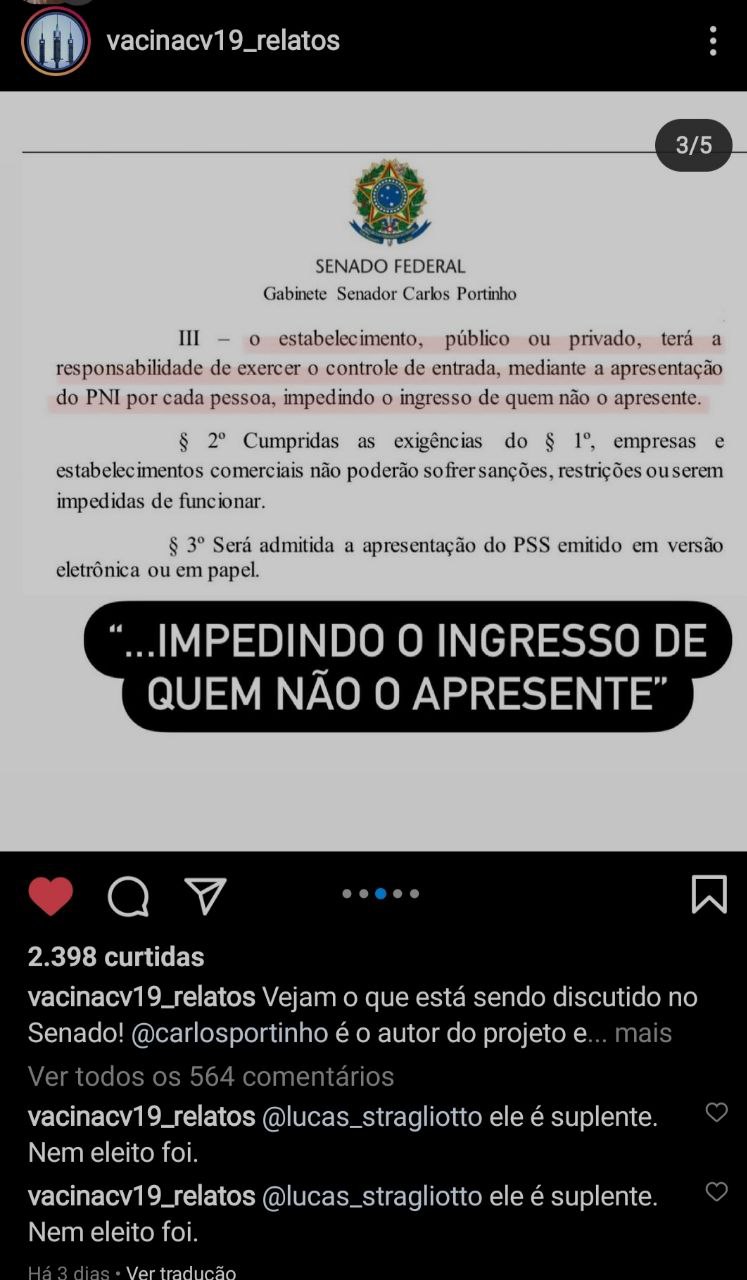 vacinacv19_relatos
3/5
SENADO FEDERAL
Gabinete Senador Carlos Portinho
III – o estabelecimento, público ou privado, terá a
responsabilidade de exercer o controle de entrada, mediante a apresentação
do PNI por cada pessoa, impedindo o ingresso de quem não o apresente.
§ 2º Cumpridas as exigências do § 1º, empresas e
estabelecimentos comerciais não poderão sofrer sanções, restrições ou serem
impedidas de funcionar.
§ 3º Será admitida a apresentação do PSS emitido em versão
eletrônica ou em papel.
“...IMPEDINDO O INGRESSO DE
QUEM NÃO O APRESENTE”
2.398 curtidas
vacinacv19_relatos Vejam o que está sendo discutido no
Senado! @carlosportinho é o autor do projeto e... mais
Ver todos os 564 comentários
vacinacv19_relatos @lucas_stragliotto ele é suplente.
Nem eleito foi.
vacinacv19_relatos @lucas_stragliotto ele é suplente.
Nem eleito foi.
Há 3 dias • Ver tradução